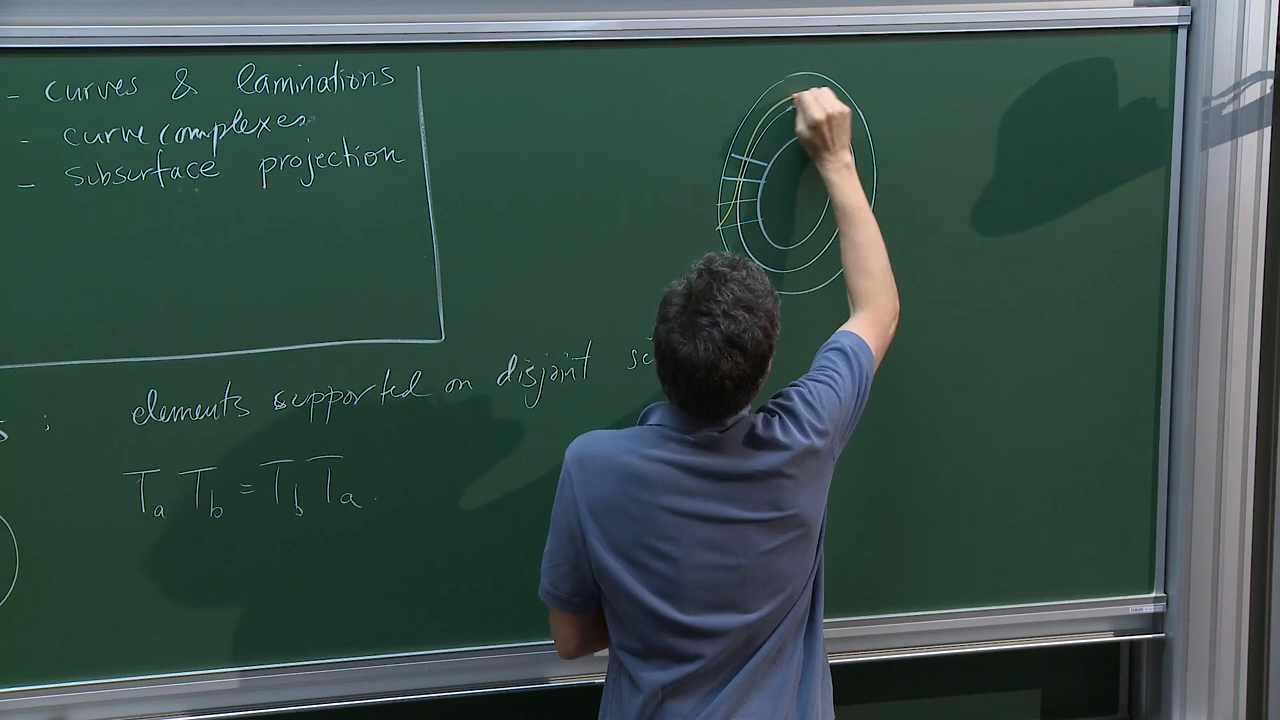 - curves & laminations
- curve complexes
- subsurface projection
: elements supported on disjoint
T_a T_b = T_b T_a.